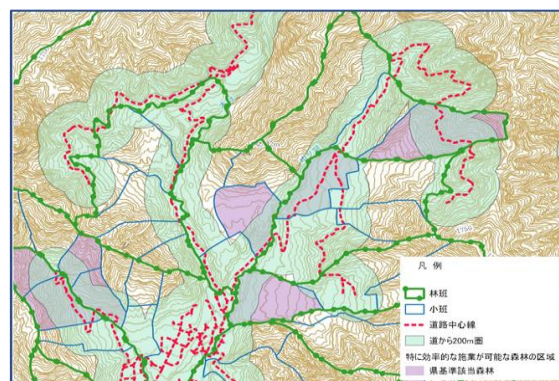 凡 例
林班
小班
道路中心線
道から200m圏
特に効率的な施業が可能な森林の区域
県基準該当森林